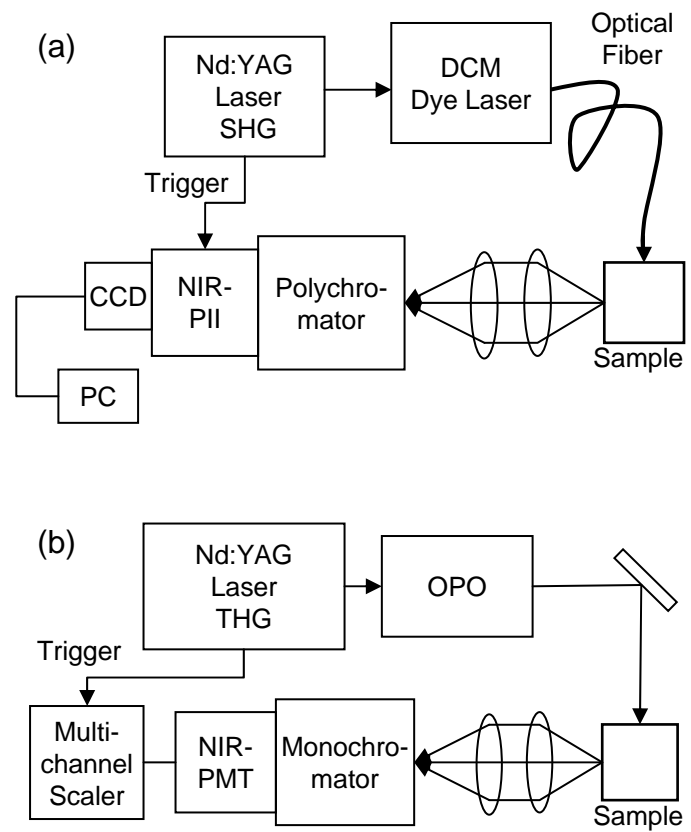 (a)
Nd:YAG
Laser
SHG
DCM
Dye Laser
Optical
Fiber
Trigger
CCD
NIR-
PII
Polychro-
mator
Sample
PC
(b)
Nd:YAG
Laser
THG
OPO
Trigger
Multi-
channel
Scaler
NIR-
PMT
Monochro-
mator
Sample